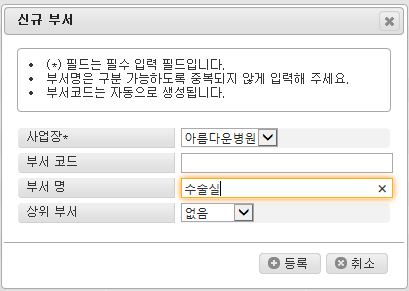 신규 부서
(*) 필드는 필수 입력 필드입니다.
부서명은 구분 가능하도록 중복되지 않게 입력해 주세요.
부서코드는 자동으로 생성됩니다.
사업장* 아름다운병원
부서 코드
부서 명 수술실
상위 부서 없음
등록 취소